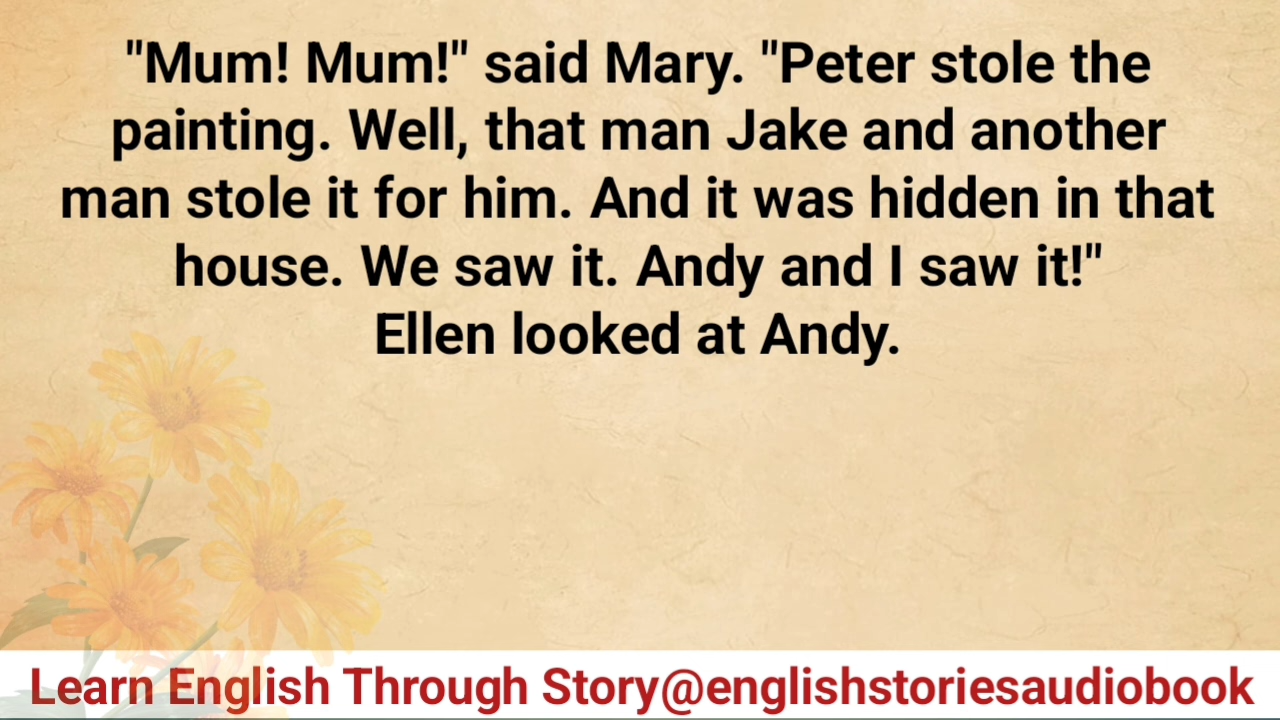 "Mum! Mum!" said Mary. "Peter stole the
painting. Well, that man Jake and another
man stole it for him. And it was hidden in that
house. We saw it. Andy and I saw it!"
Ellen looked at Andy.
Learn English Through Story@englishstoriesaudiobook